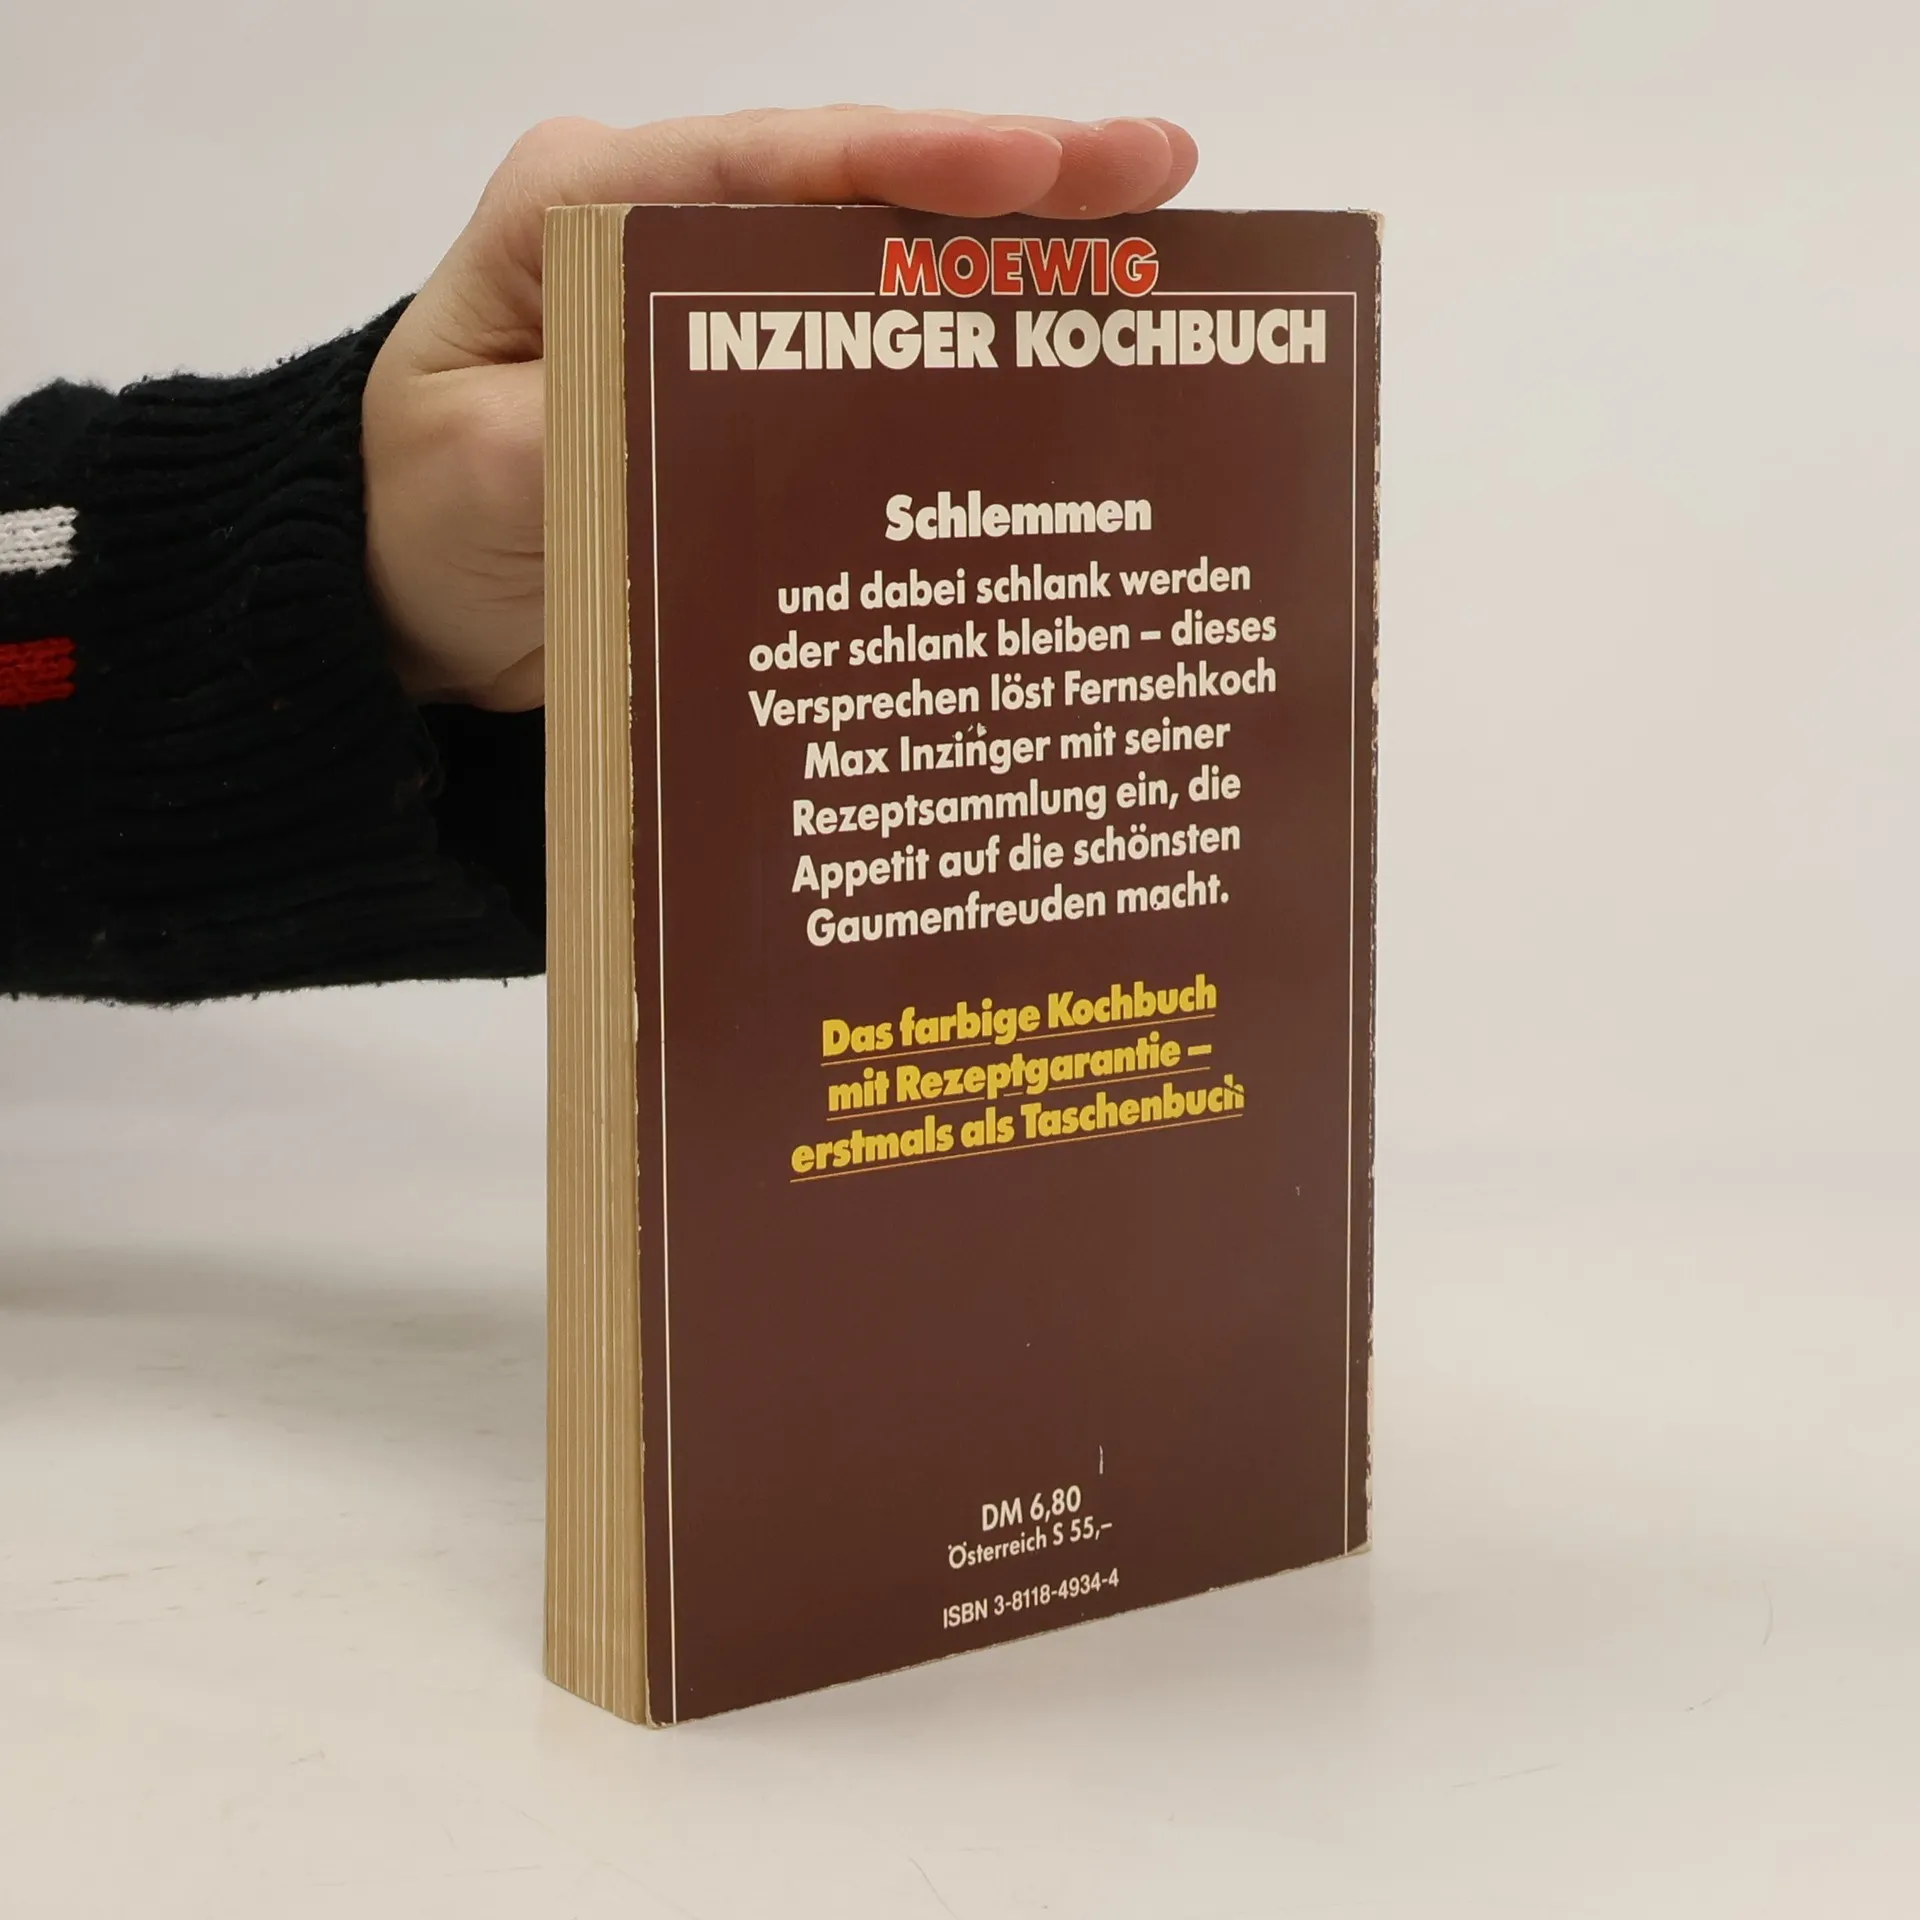 MOEWIG
INZINGER KOCHBUCH
Schlemmen
und dabei schlank werden
oder schlank bleiben – dieses
Versprechen löst Fernsehkoch
Max Inzinger mit seiner
Rezeptsammlung ein, die
Appetit auf die schönsten
Gaumenfreuden macht.
Das farbige Kochbuch
mit Rezeptgarantie –
erstmals als Taschenbuch
DM 6,80
Österreich S 55,–
ISBN 3-8118-4934-4